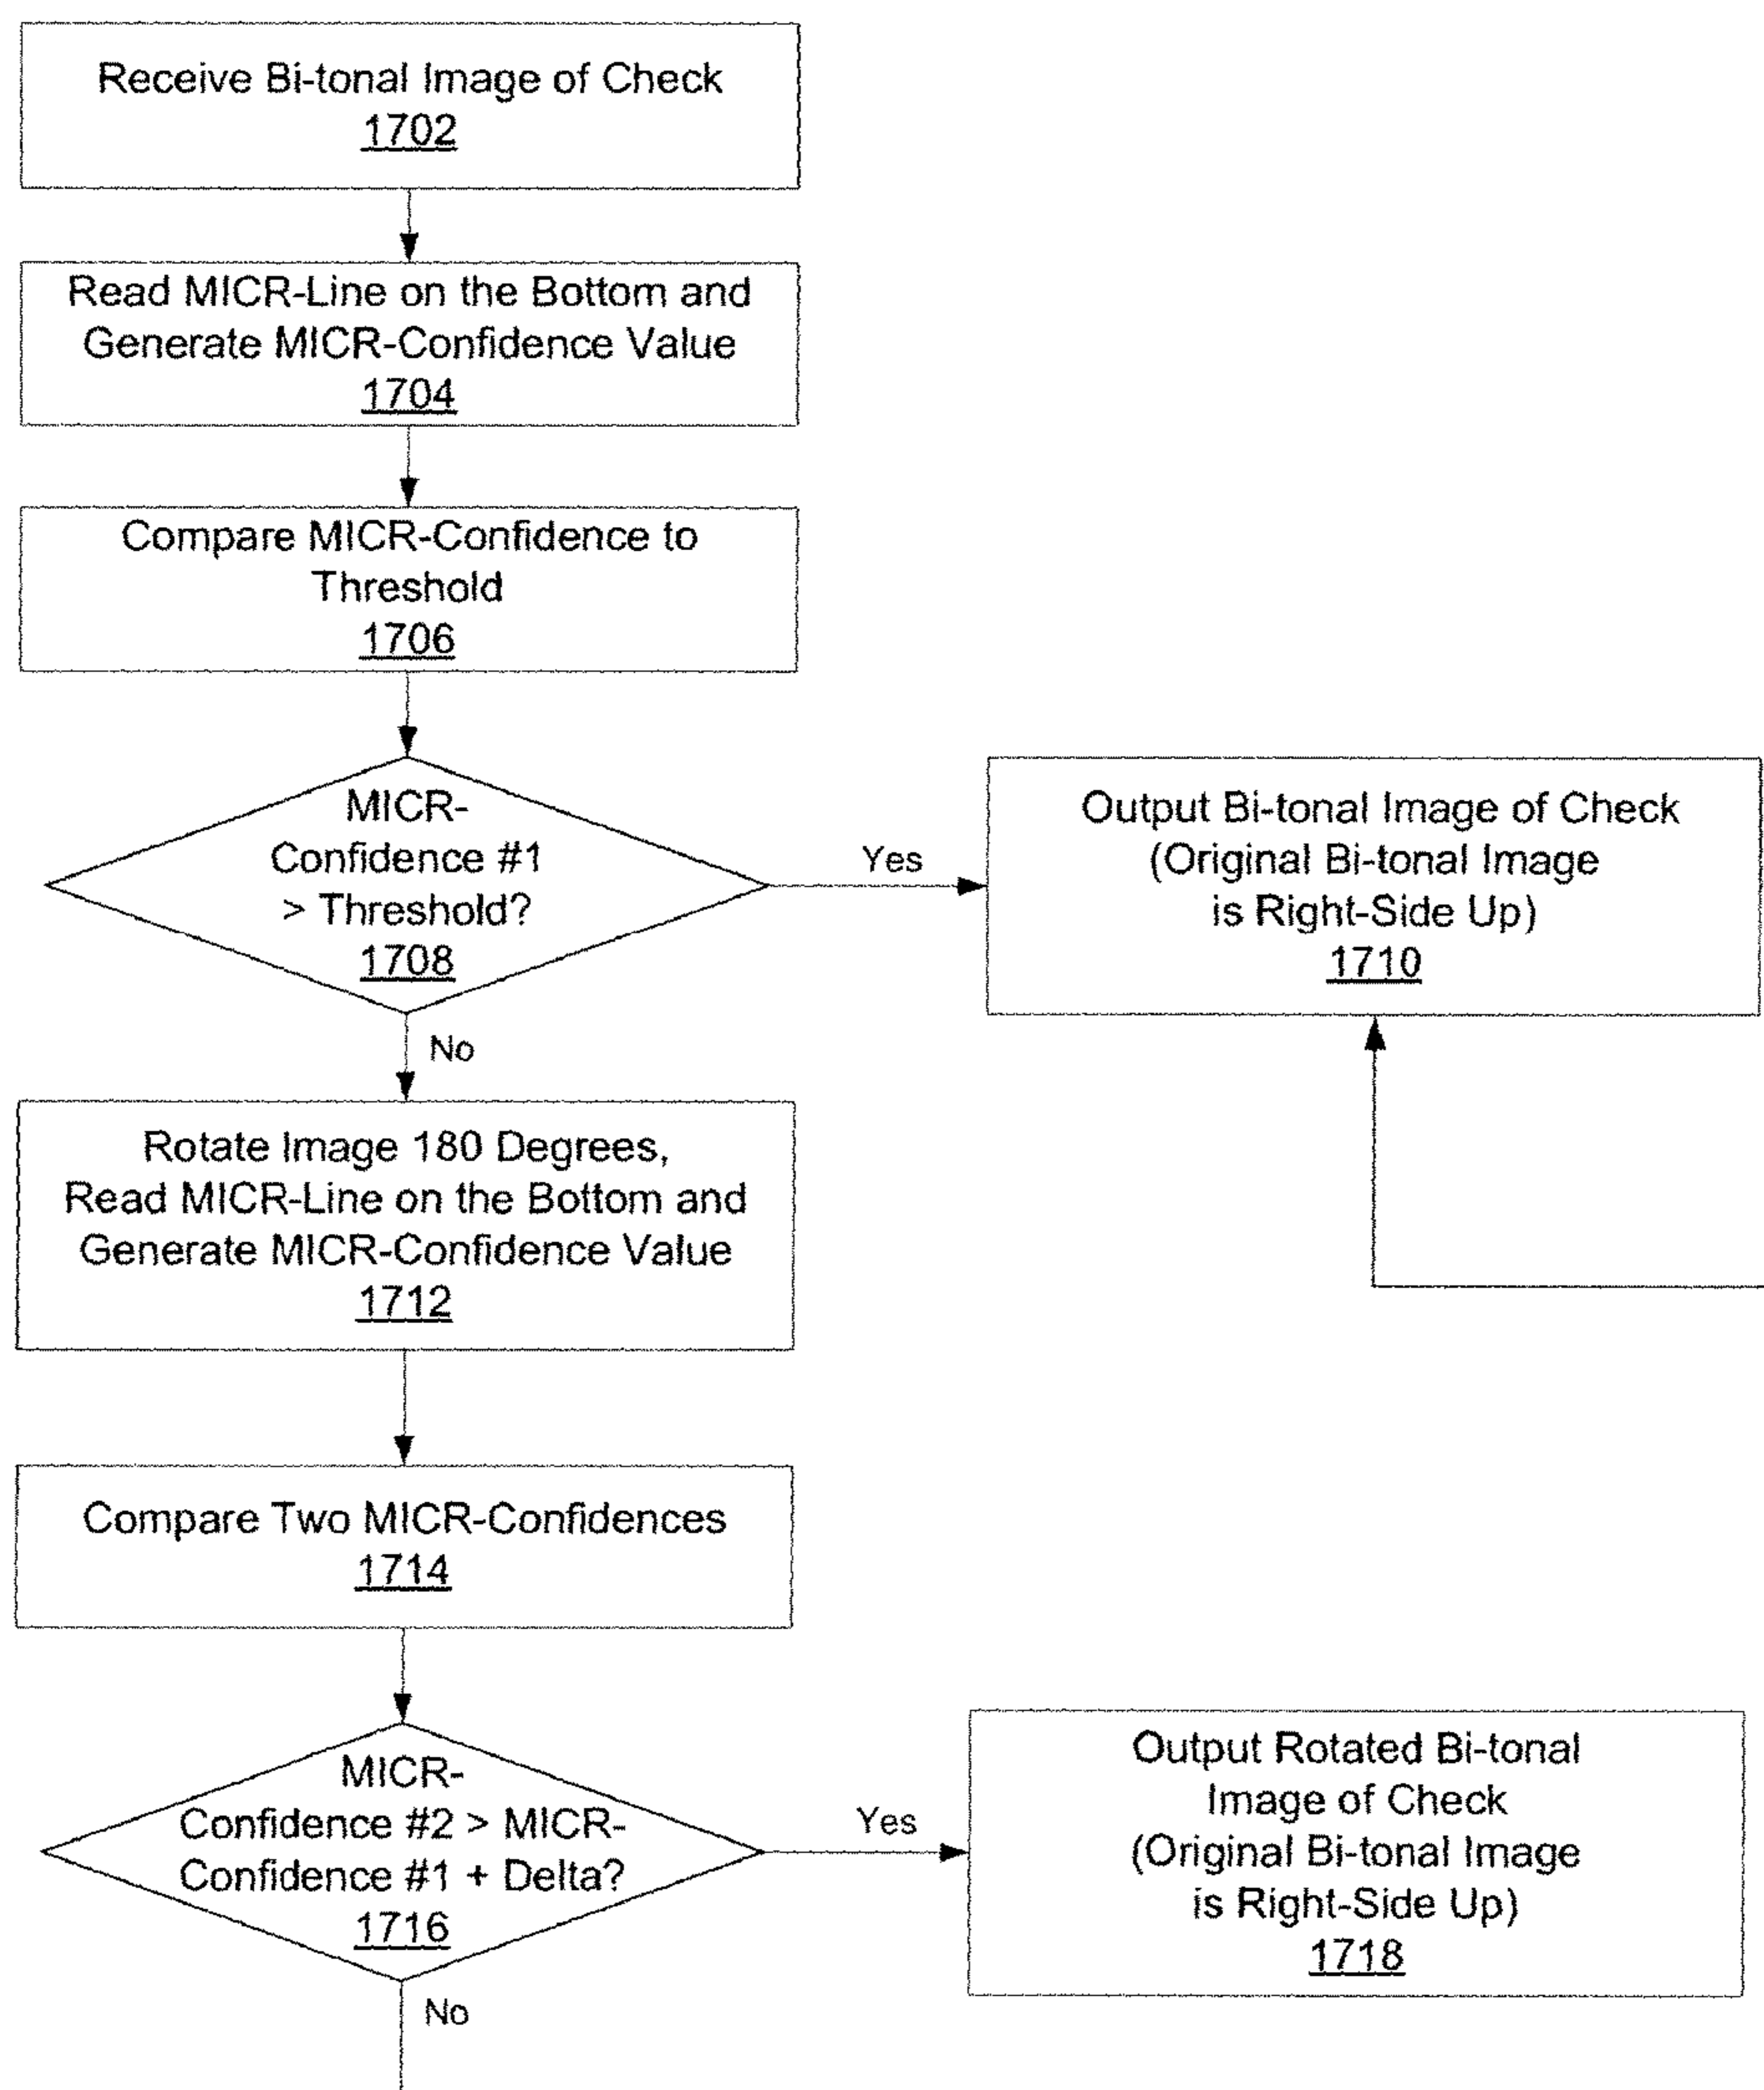 Receive Bi-tonal Image of Check
1702
Read MICR-Line on the Bottom and
Generate MICR-Confidence Value
1704
Compare MICR-Confidence to
Threshold
1706
MICR-
Confidence #1
> Threshold?
1708
Yes
Output Bi-tonal Image of Check
(Original Bi-tonal Image
is Right-Side Up)
1710
No
Rotate Image 180 Degrees,
Read MICR-Line on the Bottom and
Generate MICR-Confidence Value
1712
Compare Two MICR-Confidences
1714
MICR-
Confidence #2 > MICR-
Confidence #1 + Delta?
1716
Yes
Output Rotated Bi-tonal
Image of Check
(Original Bi-tonal Image
is Right-Side Up)
1718
No